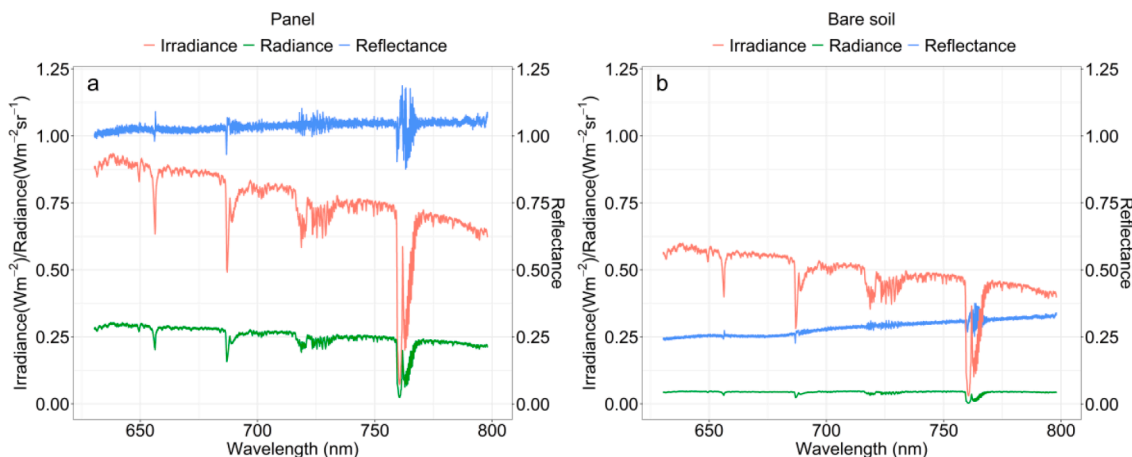 Panel
Irradiance Radiance Reflectance
a
1.25
1.00
0.75
0.50
0.25
0.00
Irradiance(Wm−2)/Radiance(Wm−2sr−1)
1.25
1.00
0.75
0.50
0.25
0.00
Reflectance
650 700 750 800
Wavelength (nm)
Bare soil
Irradiance Radiance Reflectance
b
1.25
1.00
0.75
0.50
0.25
0.00
Irradiance(Wm−2)/Radiance(Wm−2sr−1)
1.25
1.00
0.75
0.50
0.25
0.00
Reflectance
650 700 750 800
Wavelength (nm)